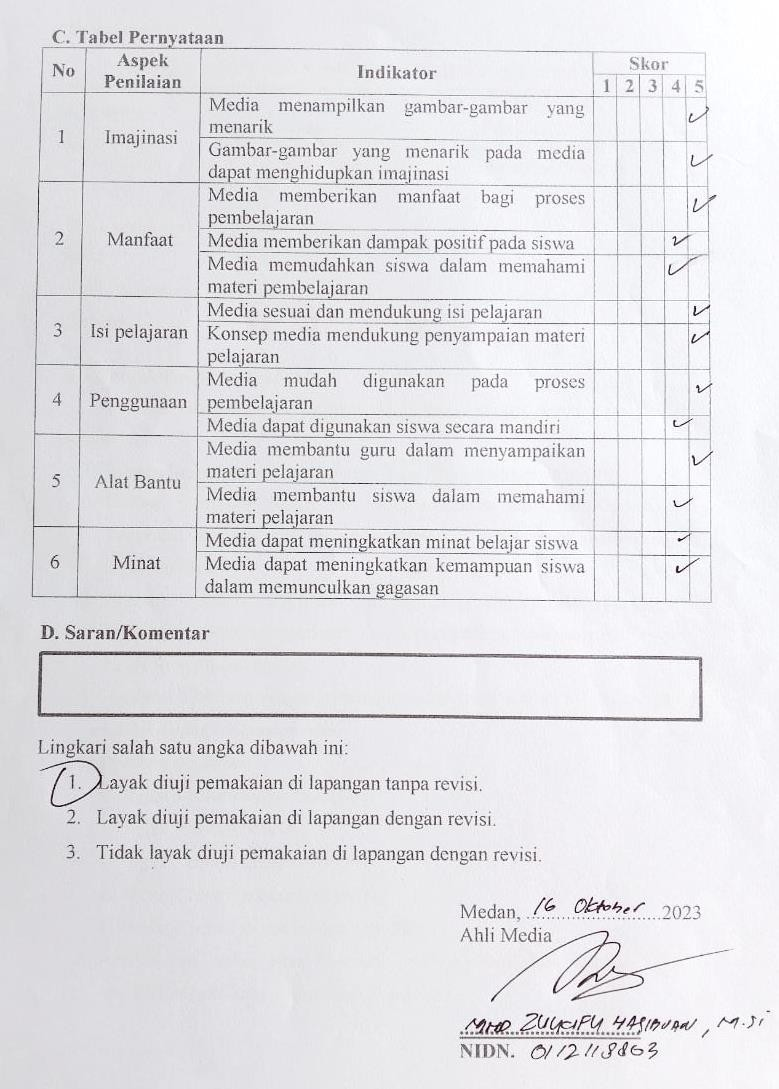 C. Tabel Pernyataan
No Aspek Penilaian Indikator Skor
1 2 3 4 5
1 Imajinasi Media menampilkan gambar-gambar yang
menarik ✓
Gambar-gambar yang menarik pada media
dapat menghidupkan imajinasi ✓
2 Manfaat Media memberikan manfaat bagi proses
pembelajaran ✓
Media memberikan dampak positif pada siswa ✓
Media memudahkan siswa dalam memahami
materi pembelajaran ✓
3 Isi pelajaran Media sesuai dan mendukung isi pelajaran ✓
Konsep media mendukung penyampaian materi
pelajaran ✓
4 Penggunaan Media mudah digunakan pada proses
pembelajaran ✓
Media dapat digunakan siswa secara mandiri ✓
5 Alat Bantu Media membantu guru dalam menyampaikan
materi pelajaran ✓
Media membantu siswa dalam memahami
materi pelajaran ✓
6 Minat Media dapat meningkatkan minat belajar siswa ✓
Media dapat meningkatkan kemampuan siswa
dalam memunculkan gagasan ✓
D. Saran/Komentar
Lingkari salah satu angka dibawah ini:
1. Layak diuji pemakaian di lapangan tanpa revisi.
2. Layak diuji pemakaian di lapangan dengan revisi.
3. Tidak layak diuji pemakaian di lapangan dengan revisi.
Medan, 16 Oktober 2023
Ahli Media
MHD HASIBUAN, M.Si
NIDN. 0112118803